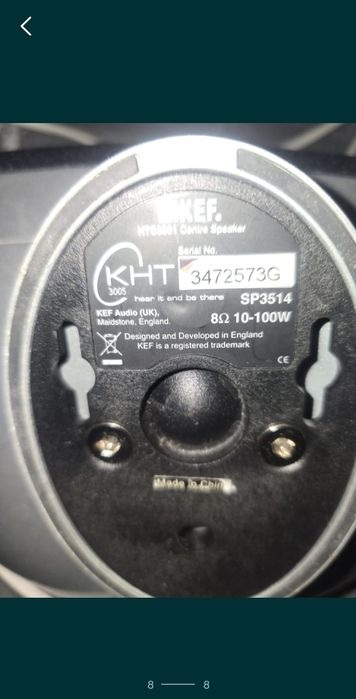 KEF.
HTC3001 Centre Speaker
Serial No.
KHT 3472573G
3005
hear it and be there SP3514
KEF Audio (UK), 8Ω 10-100W
Maidstone, England.
Designed and Developed in England
KEF is a registered trademark
CE
Made in China
8 8